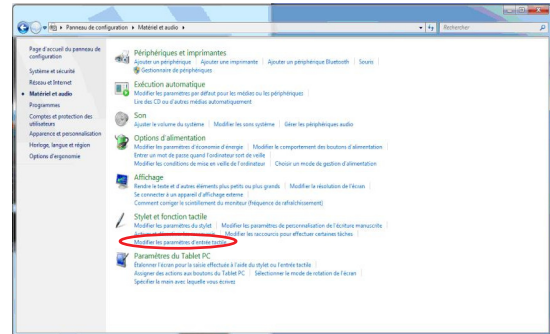 Panneau de configuration ▸ Matériel et audio ▸
Rechercher
Page d'accueil du panneau de
configuration
Système et sécurité
Réseau et Internet
Matériel et audio
Programmes
Comptes et protection des
utilisateurs
Apparence et personnalisation
Horloge, langue et région
Options d'ergonomie
Périphériques et imprimantes
Ajouter un périphérique | Ajouter une imprimante | Ajouter un périphérique Bluetooth | Souris
Gestionnaire de périphériques
Exécution automatique
Modifier les paramètres par défaut pour les médias ou les périphériques
Lire des CD ou d'autres médias automatiquement
Son
Ajuster le volume du système | Modifier les sons système | Gérer les périphériques audio
Options d'alimentation
Modifier les paramètres d'économie d'énergie | Modifier le comportement des boutons d'alimentation
Entrer un mot de passe quand l'ordinateur sort de veille
Modifier les conditions de mise en veille de l'ordinateur | Choisir un mode de gestion d'alimentation
Affichage
Rendre le texte et d'autres éléments plus petits ou plus grands | Modifier la résolution de l'écran
Se connecter à un appareil d'affichage externe
Comment corriger le scintillement du moniteur (fréquence de rafraîchissement)
Stylet et fonction tactile
Modifier les paramètres du stylet | Modifier les paramètres de personnalisation de l'écriture manuscrite
Modifier les raccourcis pour effectuer certaines tâches
Modifier les paramètres d'entrée tactile
Paramètres du Tablet PC
Étalonner l'écran pour la saisie effectuée à l'aide du stylet ou l'entrée tactile
Assigner des actions aux boutons du Tablet PC | Sélectionner le mode de rotation de l'écran
Spécifier la main avec laquelle vous écrivez